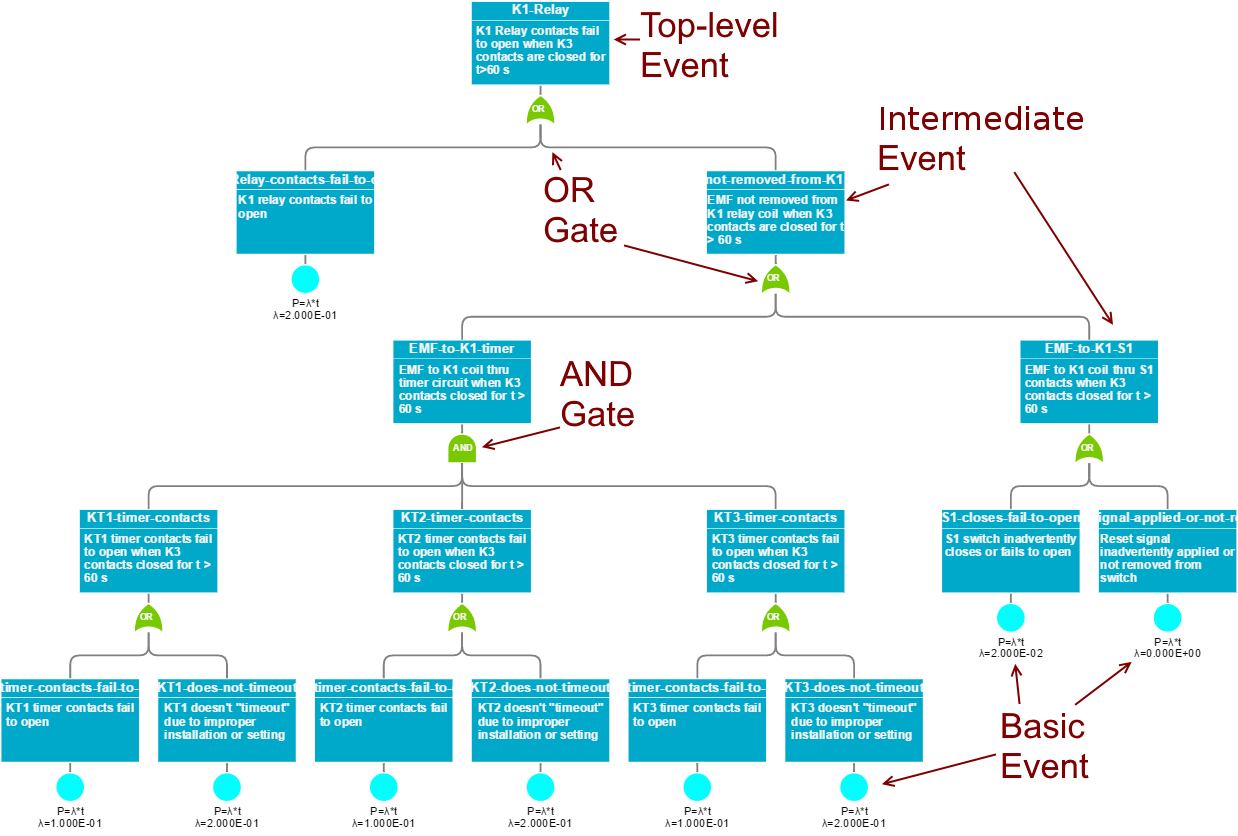 K1-Relay
K1 Relay contacts fail
to open when K3
contacts are closed for
t>60 s
Top-level
Event
OR
Intermediate
Event
OR
Gate
Relay-contacts-fail-to-o
K1 relay contacts fail to
open
P=λ*t
λ=2.000E-01
not-removed-from-K1
EMF not removed from
K1 relay coil when K3
contacts are closed for t
> 60 s
OR
EMF-to-K1-timer
EMF to K1 coil thru
timer circuit when K3
contacts closed for t >
60 s
AND
Gate
AND
EMF-to-K1-S1
EMF to K1 coil thru S1
contacts when K3
contacts closed for t >
60 s
OR
KT1-timer-contacts
KT1 timer contacts fail
to open when K3
contacts closed for t >
60 s
OR
KT2-timer-contacts
KT2 timer contacts fail
to open when K3
contacts closed for t >
60 s
OR
KT3-timer-contacts
KT3 timer contacts fail
to open when K3
contacts closed for t >
60 s
OR
S1-closes-fail-to-open
S1 switch inadvertently
closes or fails to open
P=λ*t
λ=2.000E-02
ignal-applied-or-not-re
Reset signal
inadvertently applied or
not removed from
switch
P=λ*t
λ=0.000E+00
timer-contacts-fail-to-
KT1 timer contacts fail
to open
P=λ*t
λ=1.000E-01
KT1-does-not-timeout
KT1 doesn't "timeout"
due to improper
installation or setting
P=λ*t
λ=2.000E-01
timer-contacts-fail-to-
KT2 timer contacts fail
to open
P=λ*t
λ=1.000E-01
KT2-does-not-timeout
KT2 doesn't "timeout"
due to improper
installation or setting
P=λ*t
λ=2.000E-01
timer-contacts-fail-to-
KT3 timer contacts fail
to open
P=λ*t
λ=1.000E-01
KT3-does-not-timeout
KT3 doesn't "timeout"
due to improper
installation or setting
P=λ*t
λ=2.000E-01
Basic
Event